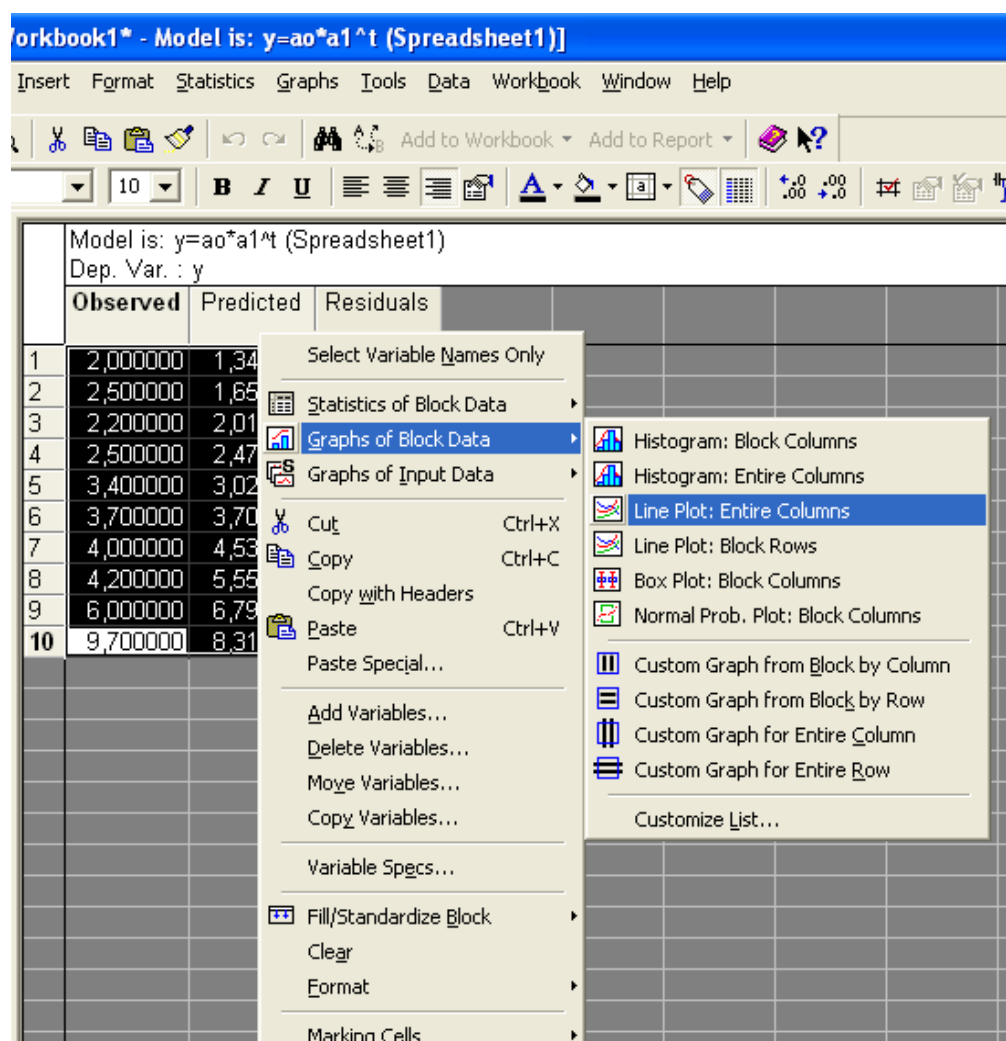 orkbook1* - Model is: y=ao*a1^t (Spreadsheet1)]
Insert Format Statistics Graphs Tools Data Workbook Window Help
Add to Workbook Add to Report
10 B I U A a
Model is: y=ao*a1^t (Spreadsheet1)
Dep. Var. : y
Observed Predicted Residuals
1 2,000000 1,34
2 2,500000 1,65
3 2,200000 2,01
4 2,500000 2,47
5 3,400000 3,02
6 3,700000 3,70
7 4,000000 4,53
8 4,200000 5,55
9 6,000000 6,79
10 9,700000 8,31
Select Variable Names Only
Statistics of Block Data
Graphs of Block Data
Graphs of Input Data
Cut Ctrl+X
Copy Ctrl+C
Copy with Headers
Paste Ctrl+V
Paste Special...
Add Variables...
Delete Variables...
Move Variables...
Copy Variables...
Variable Specs...
Fill/Standardize Block
Clear
Format
Marking Cells
Histogram: Block Columns
Histogram: Entire Columns
Line Plot: Entire Columns
Line Plot: Block Rows
Box Plot: Block Columns
Normal Prob. Plot: Block Columns
Custom Graph from Block by Column
Custom Graph from Block by Row
Custom Graph for Entire Column
Custom Graph for Entire Row
Customize List...